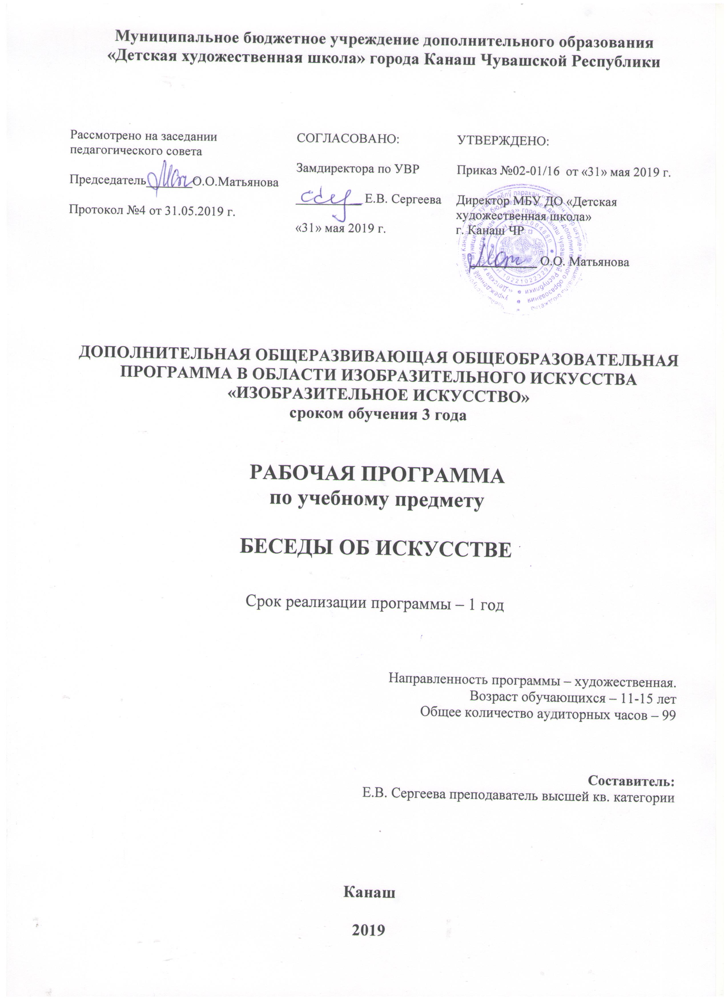 Муниципальное бюджетное учреждение дополнительного образования
«Детская художественная школа» города Канаш Чувашской Республики
Рассмотрено на заседании
педагогического совета
Председатель_______О.О.Матьянова
Протокол №4 от 31.05.2019 г.
СОГЛАСОВАНО:
Замдиректора по УВР
__________ Е.В. Сергеева
«31» мая 2019 г.
УТВЕРЖДЕНО:
Приказ №02-01/16 от «31» мая 2019 г.
Директор МБУ ДО «Детская
художественная школа»
г. Канаш ЧР
__________ О.О. Матьянова
ДОПОЛНИТЕЛЬНАЯ ОБЩЕРАЗВИВАЮЩАЯ ОБЩЕОБРАЗОВАТЕЛЬНАЯ
ПРОГРАММА В ОБЛАСТИ ИЗОБРАЗИТЕЛЬНОГО ИСКУССТВА
«ИЗОБРАЗИТЕЛЬНОЕ ИСКУССТВО»
сроком обучения 3 года
РАБОЧАЯ ПРОГРАММА
по учебному предмету
БЕСЕДЫ ОБ ИСКУССТВЕ
Срок реализации программы – 1 год
Направленность программы – художественная.
Возраст обучающихся – 11-15 лет
Общее количество аудиторных часов – 99
Составитель:
Е.В. Сергеева преподаватель высшей кв. категории
Канаш
2019